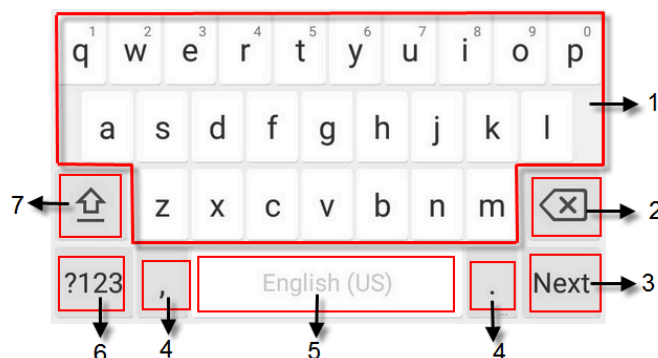 q 1 w 2 e 3 r 4 t 5 y 6 u 7 i 8 o 9 p 0
a s d f g h j k l 1
7 z x c v b n m 2
?123 , English (US) . ... Next 3
6 4 5 4